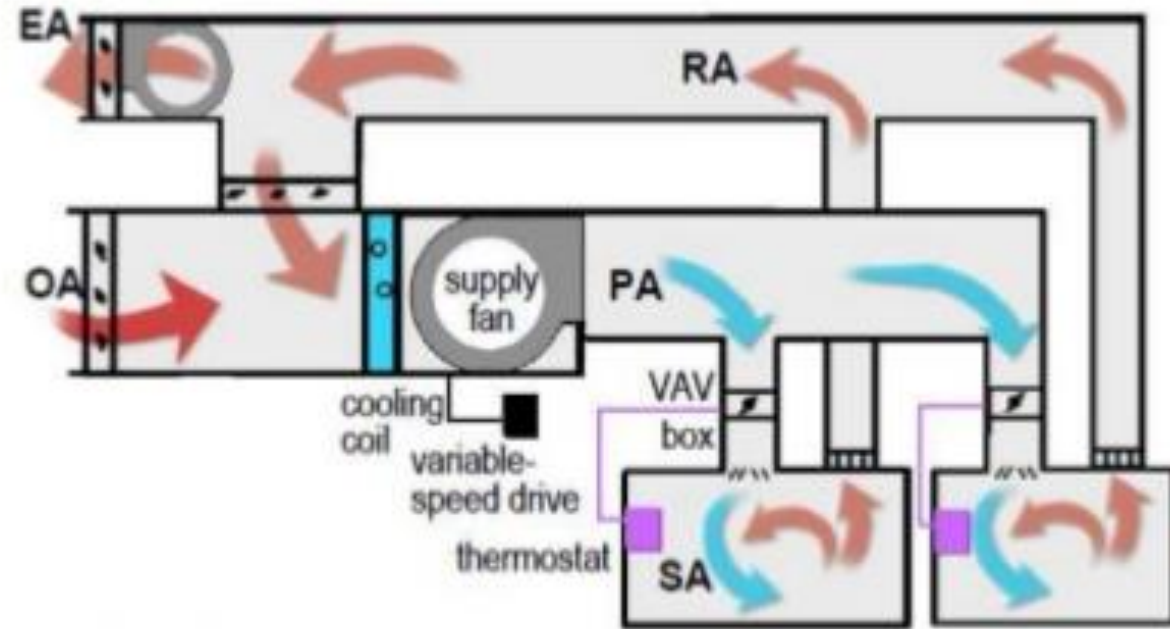 EA
RA
OA
supply
fan
PA
cooling
coil
variable-
speed drive
VAV
box
thermostat
SA